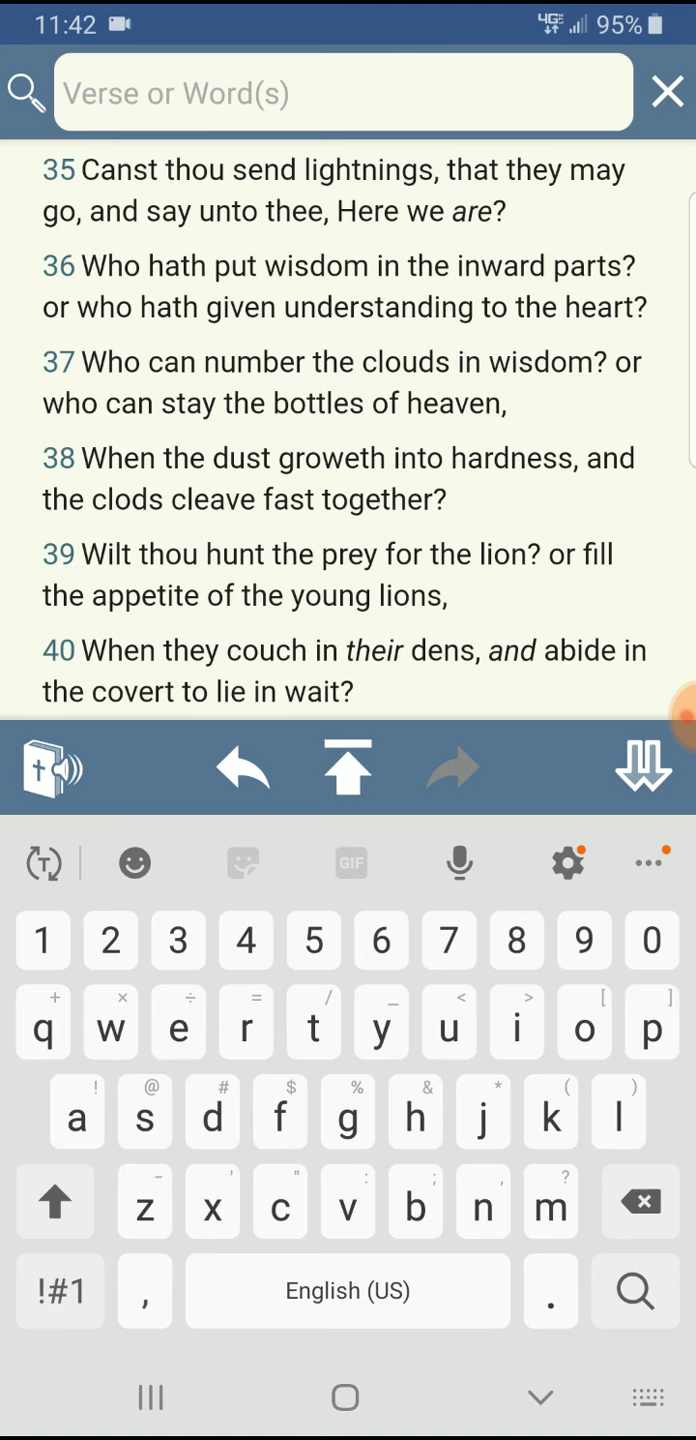 11:42 4GE 95%
Verse or Word(s)
35 Canst thou send lightnings, that they may
go, and say unto thee, Here we are?
36 Who hath put wisdom in the inward parts?
or who hath given understanding to the heart?
37 Who can number the clouds in wisdom? or
who can stay the bottles of heaven,
38 When the dust groweth into hardness, and
the clods cleave fast together?
39 Wilt thou hunt the prey for the lion? or fill
the appetite of the young lions,
40 When they couch in their dens, and abide in
the covert to lie in wait?
T GIF
1 2 3 4 5 6 7 8 9 0
+ × ÷ = / _ < > [ ]
q w e r t y u i o p
! @ # $ % & * ( )
a s d f g h j k l
- ' " : ; , ?
z x c v b n m
!#1 , English (US) .